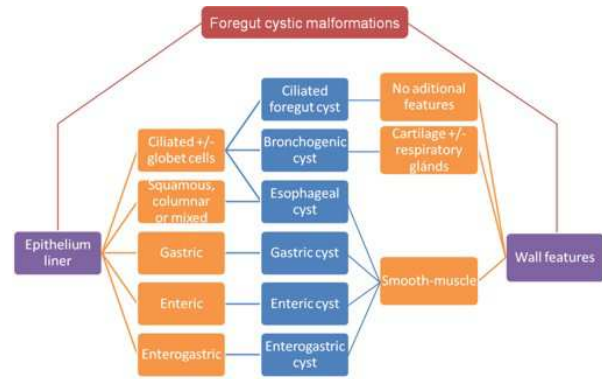 Foregut cystic malformations
Ciliated
foregut cyst
No aditional
features
Ciliated +/-
globet cells
Bronchogenic
cyst
Cartilage +/-
respiratory
glánds
Squamous,
columnar
or mixed
Esophageal
cyst
Epithelium
liner
Gastric
Gastric cyst
Wall features
Smooth-muscle
Enteric
Enteric cyst
Enterogastric
Enterogastric
cyst